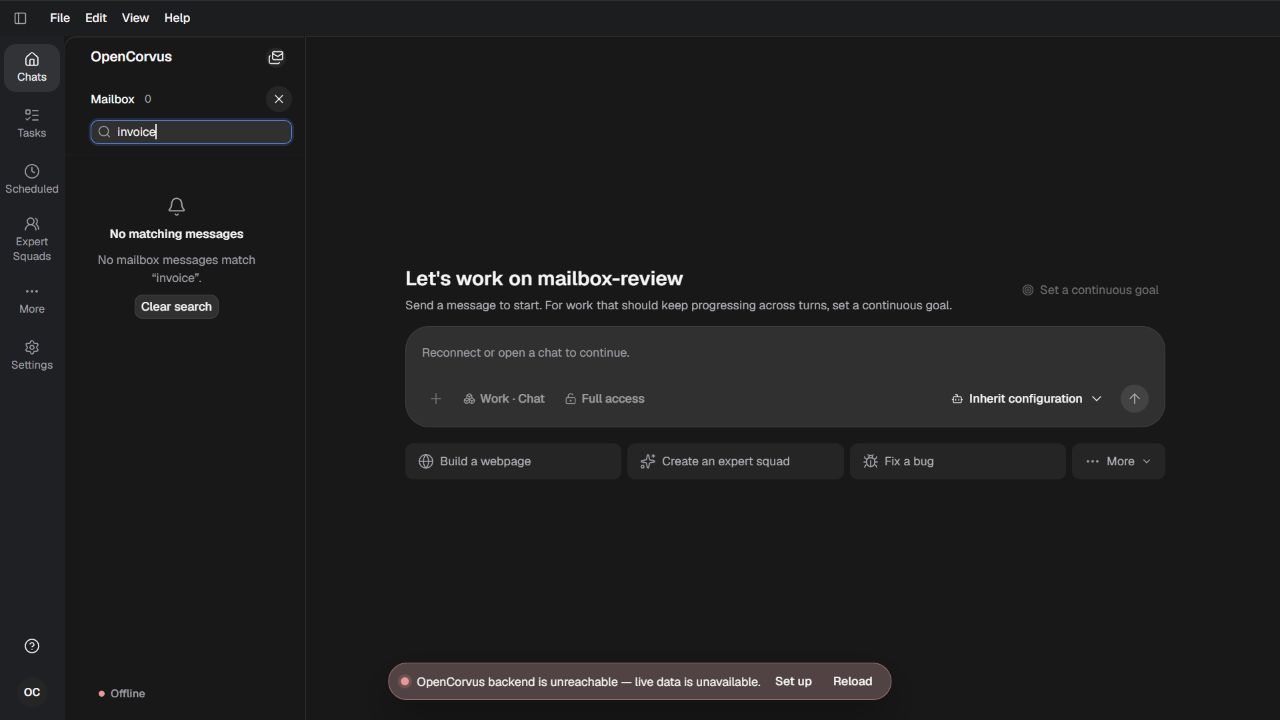 File Edit View Help
Chats
Tasks
Scheduled
Expert
Squads
More
Settings
OC
OpenCorvus
Mailbox 0
invoice
No matching messages
No mailbox messages match
“invoice”.
Clear search
Offline
Let's work on mailbox-review
Send a message to start. For work that should keep progressing across turns, set a continuous goal.
Set a continuous goal
Reconnect or open a chat to continue.
Work · Chat Full access Inherit configuration
Build a webpage Create an expert squad Fix a bug More
OpenCorvus backend is unreachable — live data is unavailable. Set up Reload